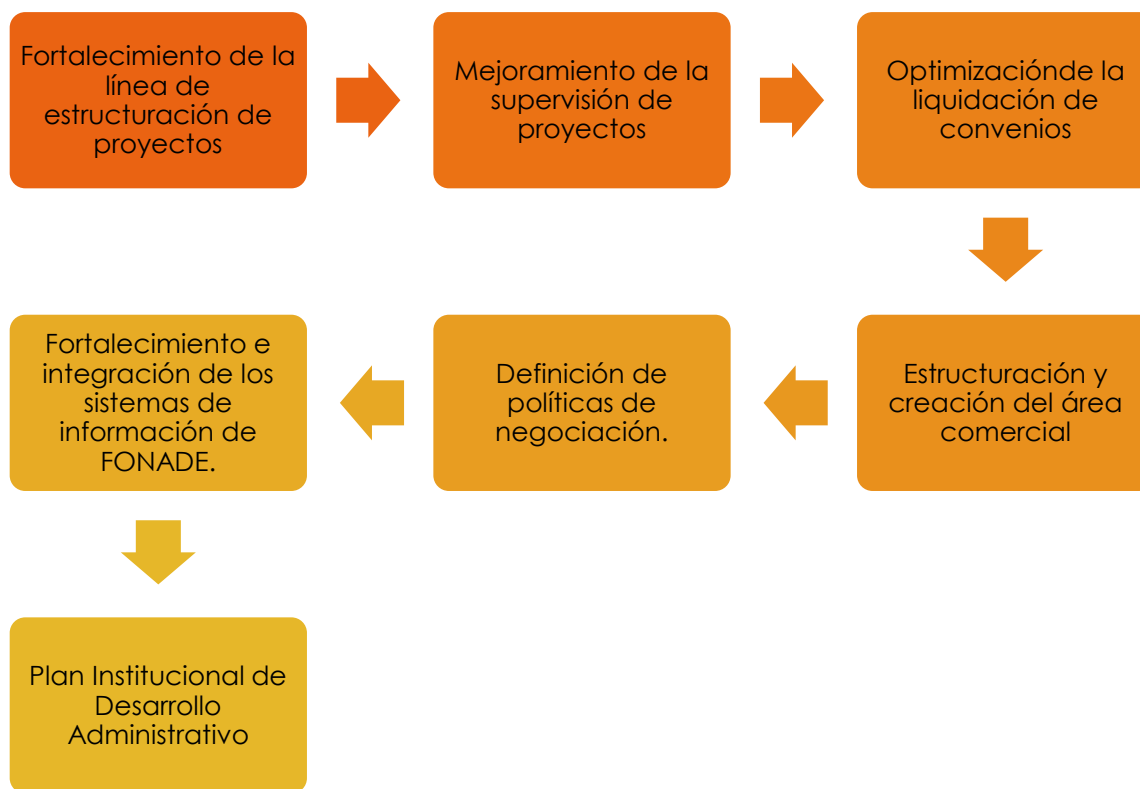 Fortalecimiento de la
línea de
estructuración de
proyectos
Mejoramiento de la
supervisión de
proyectos
Optimizaciónde la
liquidación de
convenios
Estructuración y
creación del área
comercial
Definición de
políticas de
negociación.
Fortalecimiento e
integración de los
sistemas de
información de
FONADE.
Plan Institucional de
Desarrollo
Administrativo